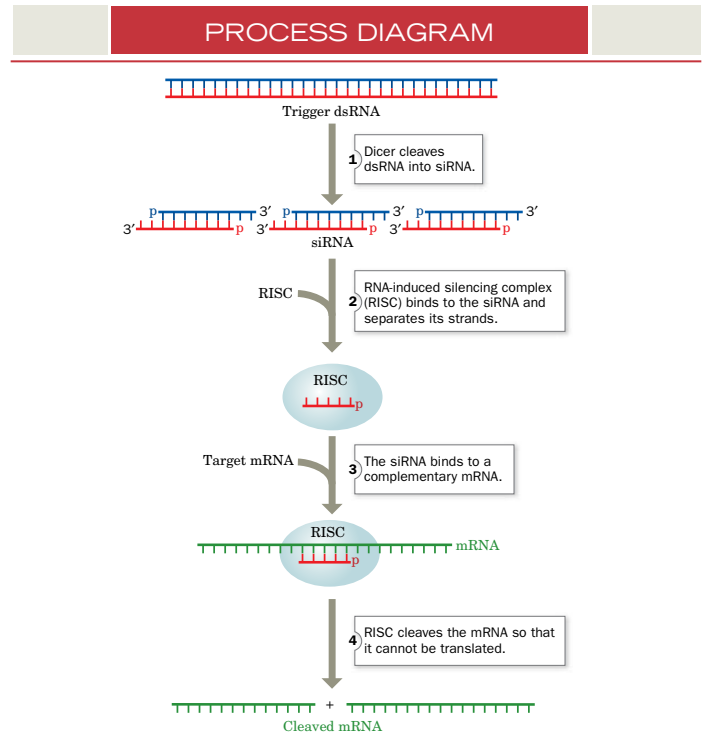 PROCESS DIAGRAM
Trigger dsRNA
1 Dicer cleaves
dsRNA into siRNA.
p 3′ p 3′ p 3′
3′ p 3′ p 3′ p
siRNA
RISC
2 RNA-induced silencing complex
(RISC) binds to the siRNA and
separates its strands.
RISC
p
Target mRNA
3 The siRNA binds to a
complementary mRNA.
RISC
mRNA
p
4 RISC cleaves the mRNA so that
it cannot be translated.
+
Cleaved mRNA